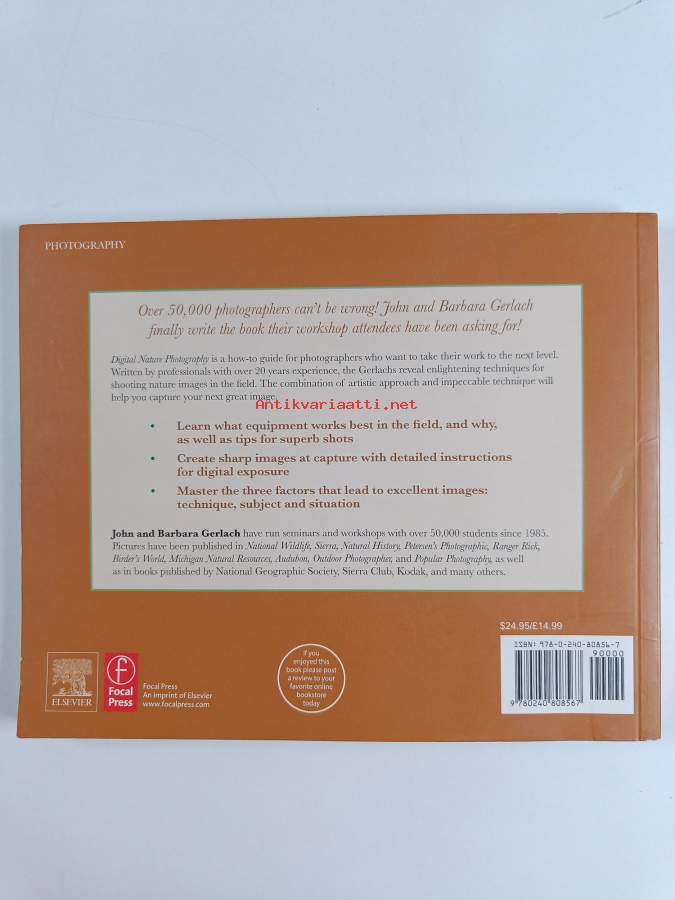 PHOTOGRAPHY
Over 50,000 photographers can't be wrong! John and Barbara Gerlach
finally write the book their workshop attendees have been asking for!
Digital Nature Photography is a how-to guide for photographers who want to take their work to the next level.
Written by professionals with over 20 years experience, the Gerlachs reveal enlightening techniques for
shooting nature images in the field. The combination of artistic approach and impeccable technique will
help you capture your next great image.
Antikvariaatti.net
• Learn what equipment works best in the field, and why,
as well as tips for superb shots
• Create sharp images at capture with detailed instructions
for digital exposure
• Master the three factors that lead to excellent images:
technique, subject and situation
John and Barbara Gerlach have run seminars and workshops with over 50,000 students since 1985.
Pictures have been published in National Wildlife, Sierra, Natural History, Petersen's Photographic, Ranger Rick,
Birder's World, Michigan Natural Resources, Audubon, Outdoor Photographer, and Popular Photography, as well
as in books published by National Geographic Society, Sierra Club, Kodak, and many others.
ELSEVIER
Focal
Press
Focal Press
An imprint of Elsevier
www.focalpress.com
If you
enjoyed this
book please post
a review to your
favorite online
bookstore
today
$24.95/£14.99
ISBN: 978-0-240-80856-7
90000
9 780240 808567